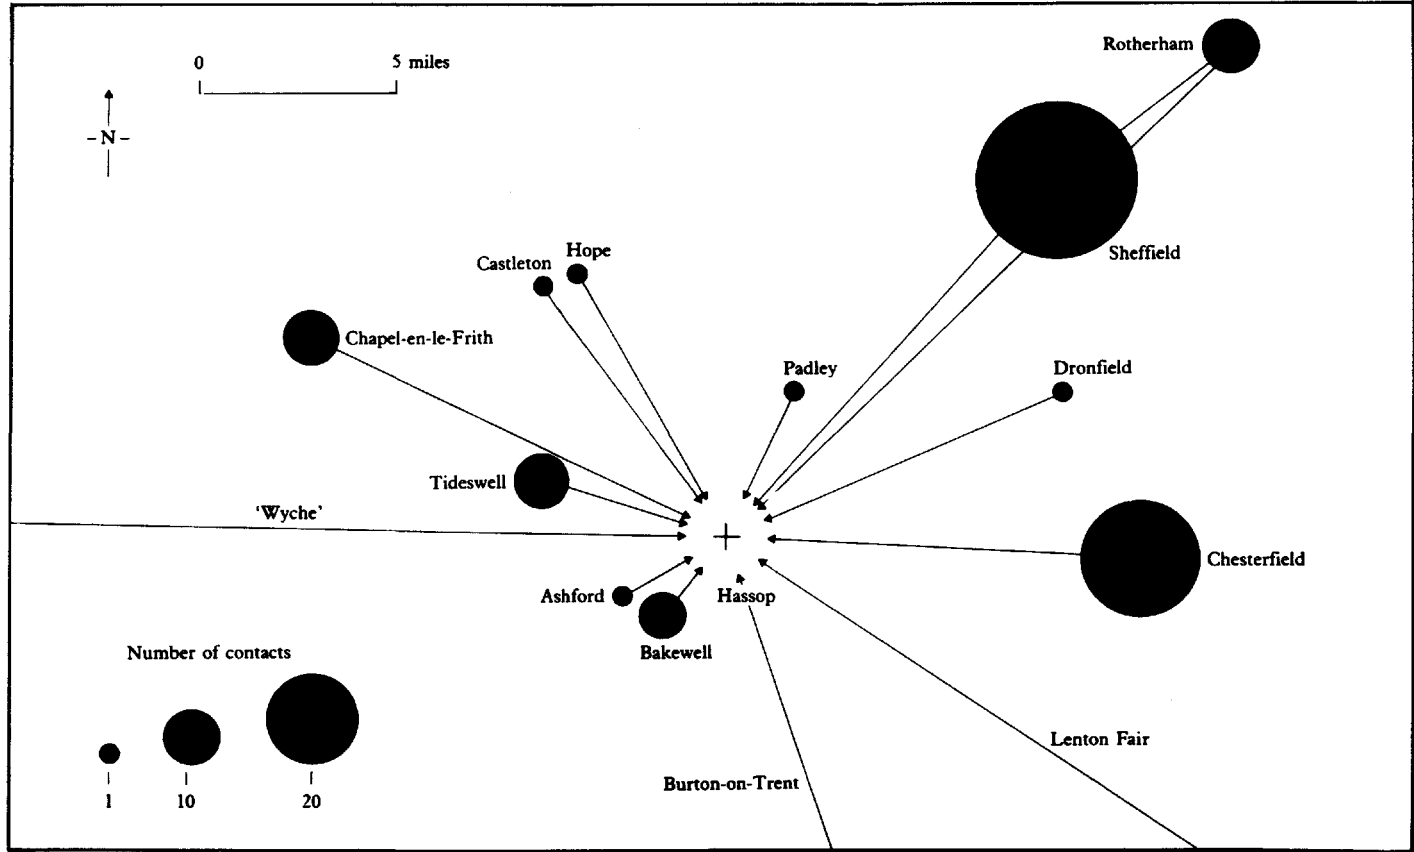 Rotherham
0 5 miles
-N-
Sheffield
Hope
Castleton
Chapel-en-le-Frith
Padley
Dronfield
Tideswell
'Wyche'
Chesterfield
Ashford
Hassop
Bakewell
Number of contacts
Lenton Fair
Burton-on-Trent
1 10 20